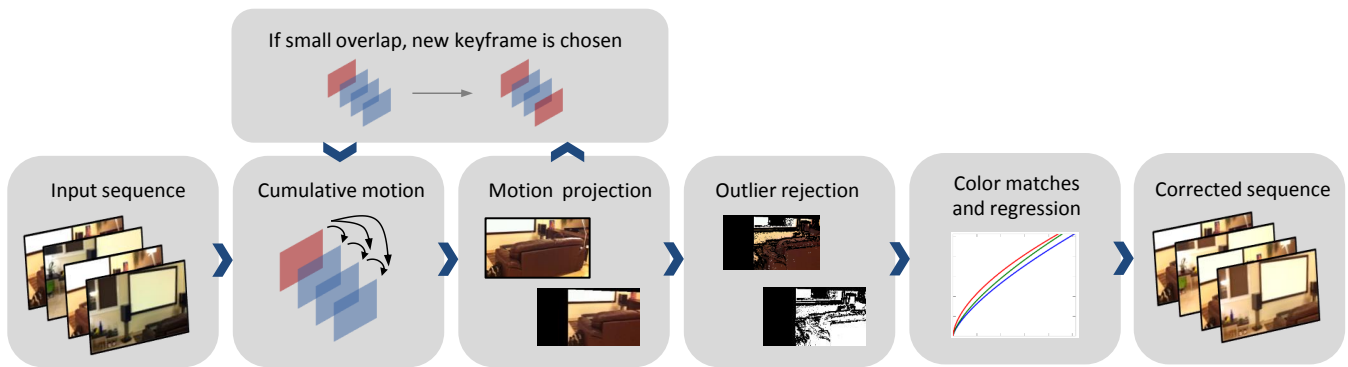 If small overlap, new keyframe is chosen
Input sequence
Cumulative motion
Motion projection
Outlier rejection
Color matches
and regression
Corrected sequence